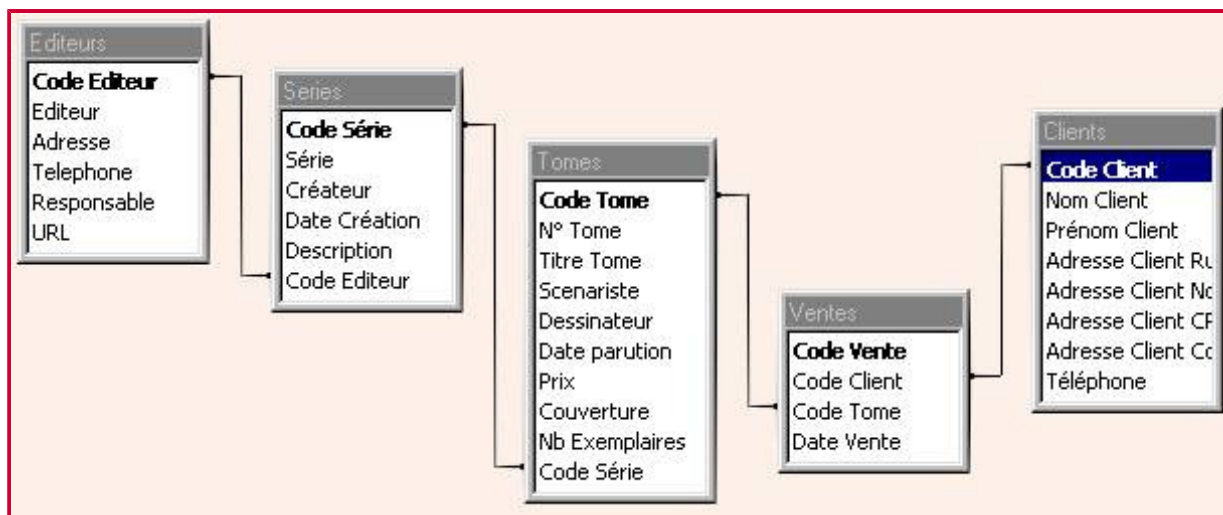 Editeurs
Code Editeur
Editeur
Adresse
Telephone
Responsable
URL
Series
Code Série
Série
Créateur
Date Création
Description
Code Editeur
Tomes
Code Tome
N° Tome
Titre Tome
Scenariste
Dessinateur
Date parution
Prix
Couverture
Nb Exemplaires
Code Série
Ventes
Code Vente
Code Client
Code Tome
Date Vente
Clients
Code Client
Nom Client
Prénom Client
Adresse Client Ru
Adresse Client
Adresse Client
Adresse Client
Téléphone